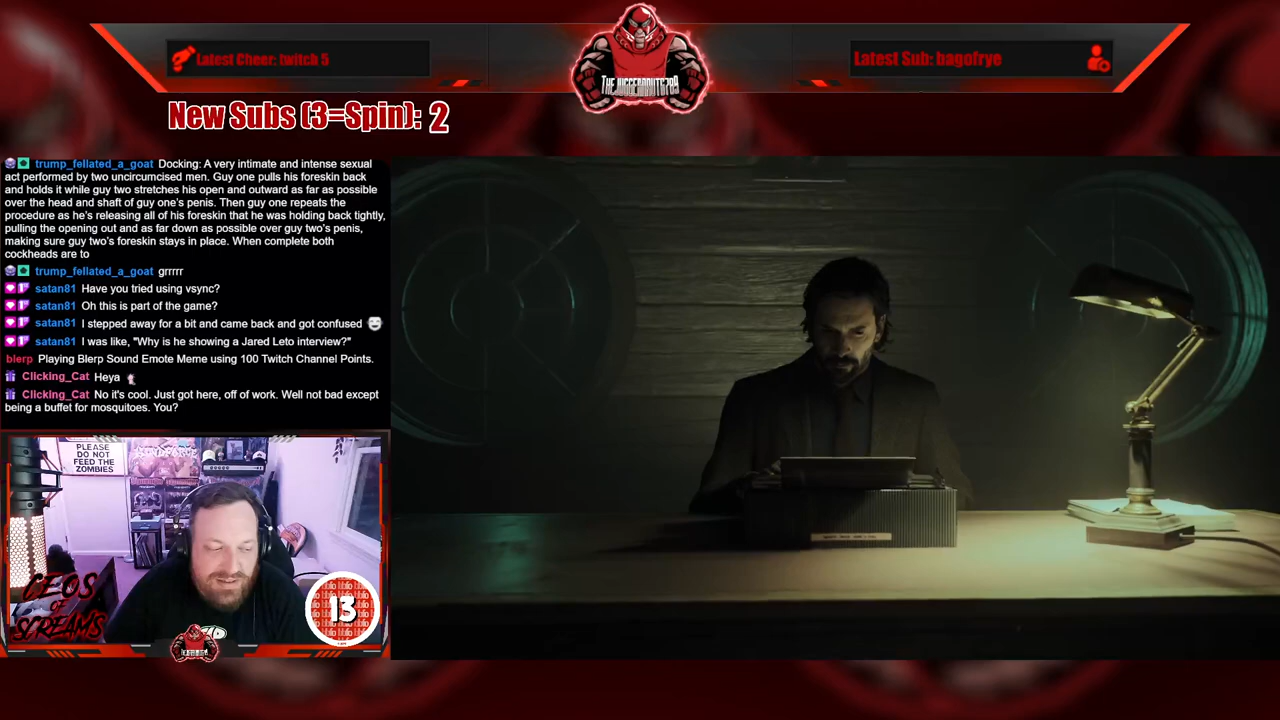 Latest Cheer: twitch 5
THEJUGGERNAUT6789
Latest Sub: bagofrye
New Subs (3=Spin): 2
trump_fellated_a_goat Docking: A very intimate and intense sexual
act performed by two uncircumcised men. Guy one pulls his foreskin back
and holds it while guy two stretches his open and outward as far as possible
over the head and shaft of guy one's penis. Then guy one repeats the
procedure as he's releasing all of his foreskin that he was holding back tightly,
pulling the opening out and as far down as possible over guy two's penis,
making sure guy two's foreskin stays in place. When complete both
cockheads are to
trump_fellated_a_goat grrrrr
satan81 Have you tried using vsync?
satan81 Oh this is part of the game?
satan81 I stepped away for a bit and came back and got confused
satan81 I was like, "Why is he showing a Jared Leto interview?"
blerp Playing Blerp Sound Emote Meme using 100 Twitch Channel Points.
Clicking_Cat Heya
Clicking_Cat No it's cool. Just got here, off of work. Well not bad except
being a buffet for mosquitoes. You?
PLEASE
DO NOT
FEED THE
ZOMBIES
CEOS
OF
SCREAMS
13